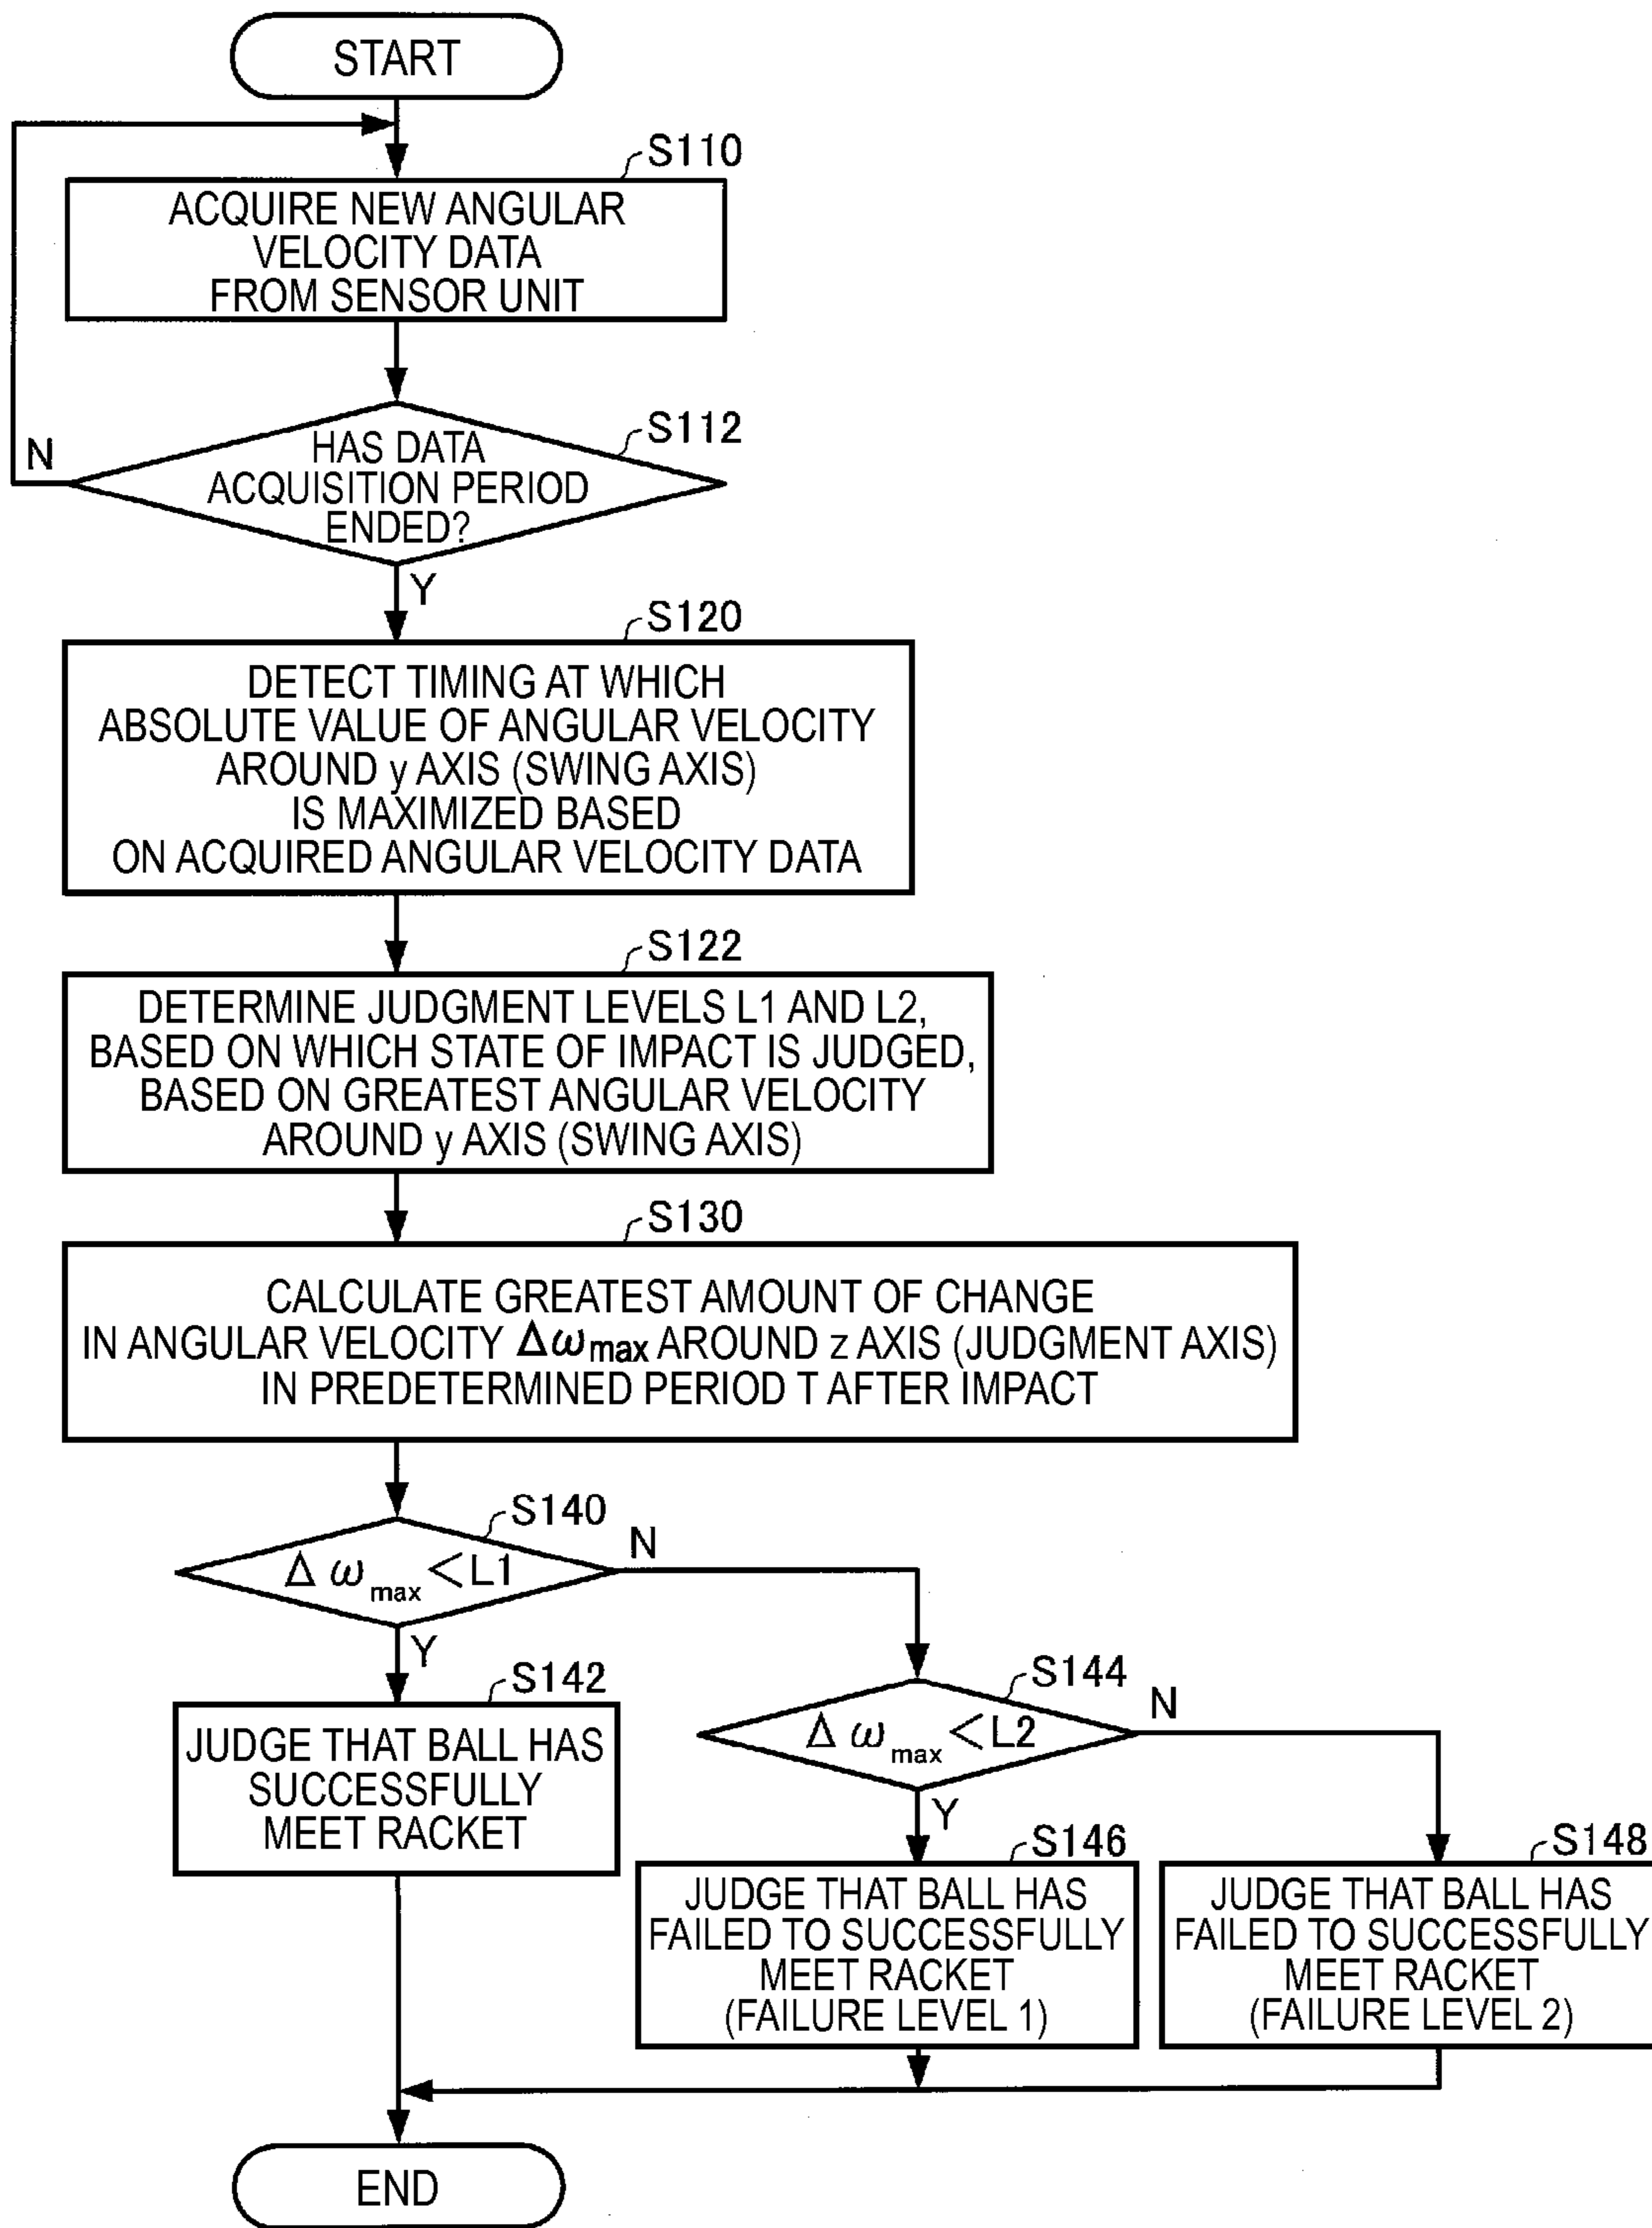 START
S110
ACQUIRE NEW ANGULAR
VELOCITY DATA
FROM SENSOR UNIT
S112
N
HAS DATA
ACQUISITION PERIOD
ENDED?
Y
S120
DETECT TIMING AT WHICH
ABSOLUTE VALUE OF ANGULAR VELOCITY
AROUND y AXIS (SWING AXIS)
IS MAXIMIZED BASED
ON ACQUIRED ANGULAR VELOCITY DATA
S122
DETERMINE JUDGMENT LEVELS L1 AND L2,
BASED ON WHICH STATE OF IMPACT IS JUDGED,
BASED ON GREATEST ANGULAR VELOCITY
AROUND y AXIS (SWING AXIS)
S130
CALCULATE GREATEST AMOUNT OF CHANGE
IN ANGULAR VELOCITY Δωmax AROUND z AXIS (JUDGMENT AXIS)
IN PREDETERMINED PERIOD T AFTER IMPACT
S140
Δωmax <L1
N
Y
S142
JUDGE THAT BALL HAS
SUCCESSFULLY
MEET RACKET
S144
Δωmax <L2
N
Y
S146
JUDGE THAT BALL HAS
FAILED TO SUCCESSFULLY
MEET RACKET
(FAILURE LEVEL 1)
S148
JUDGE THAT BALL HAS
FAILED TO SUCCESSFULLY
MEET RACKET
(FAILURE LEVEL 2)
END